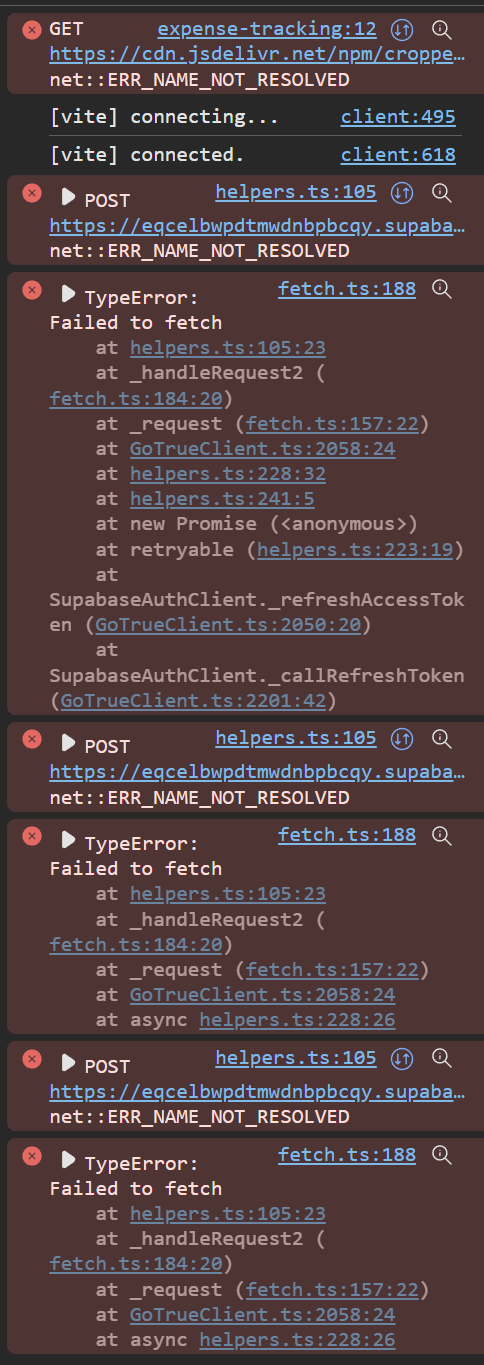 GET expense-tracking:12
https://cdn.jsdelivr.net/npm/croppe…
net::ERR_NAME_NOT_RESOLVED
[vite] connecting... client:495
[vite] connected. client:618
POST helpers.ts:105
https://eqcelbwpdtmwdnbpbcqy.supaba…
net::ERR_NAME_NOT_RESOLVED
TypeError: fetch.ts:188
Failed to fetch
at helpers.ts:105:23
at _handleRequest2 (
fetch.ts:184:20)
at _request (fetch.ts:157:22)
at GoTrueClient.ts:2058:24
at helpers.ts:228:32
at helpers.ts:241:5
at new Promise (<anonymous>)
at retryable (helpers.ts:223:19)
at
SupabaseAuthClient._refreshAccessTok
en (GoTrueClient.ts:2050:20)
at
SupabaseAuthClient._callRefreshToken
(GoTrueClient.ts:2201:42)
POST helpers.ts:105
https://eqcelbwpdtmwdnbpbcqy.supaba…
net::ERR_NAME_NOT_RESOLVED
TypeError: fetch.ts:188
Failed to fetch
at helpers.ts:105:23
at _handleRequest2 (
fetch.ts:184:20)
at _request (fetch.ts:157:22)
at GoTrueClient.ts:2058:24
at async helpers.ts:228:26
POST helpers.ts:105
https://eqcelbwpdtmwdnbpbcqy.supaba…
net::ERR_NAME_NOT_RESOLVED
TypeError: fetch.ts:188
Failed to fetch
at helpers.ts:105:23
at _handleRequest2 (
fetch.ts:184:20)
at _request (fetch.ts:157:22)
at GoTrueClient.ts:2058:24
at async helpers.ts:228:26